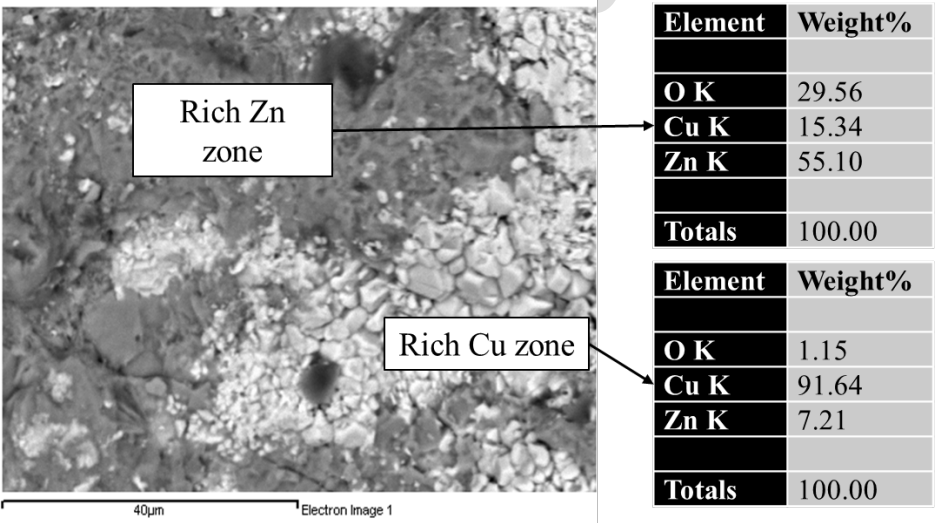 Rich Zn
zone
Rich Cu zone
40µm
Electron Image 1
Element Weight%
O K 29.56
Cu K 15.34
Zn K 55.10
Totals 100.00
Element Weight%
O K 1.15
Cu K 91.64
Zn K 7.21
Totals 100.00